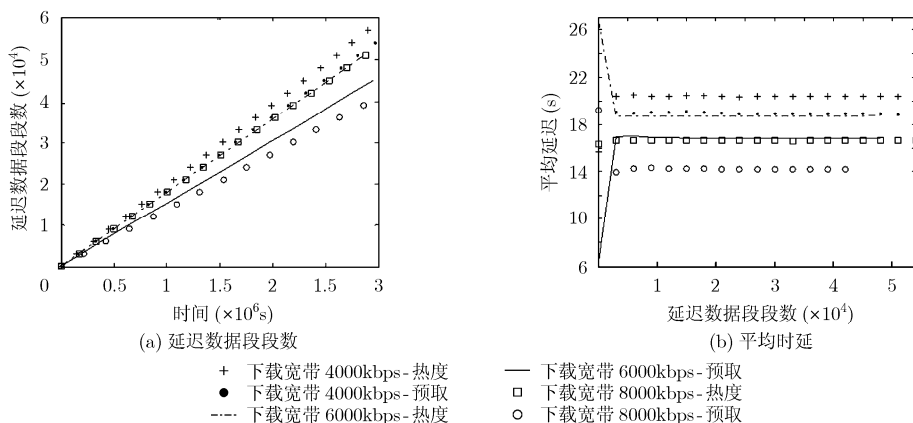 6
5
4
3
2
1
0
0.5
1
1.5
2
2.5
3
延迟数据段段数 (×10⁴)
时间 (×10⁶s)
(a) 延迟数据段段数
26
22
18
14
10
6
1
2
3
4
5
平均延迟 (s)
延迟数据段段数 (×10⁴)
(b) 平均时延
+ 下载宽带 4000kbps-热度
● 下载宽带 4000kbps-预取
下载宽带 6000kbps-热度
下载宽带 6000kbps-预取
□ 下载宽带 8000kbps-热度
○ 下载宽带 8000kbps-预取